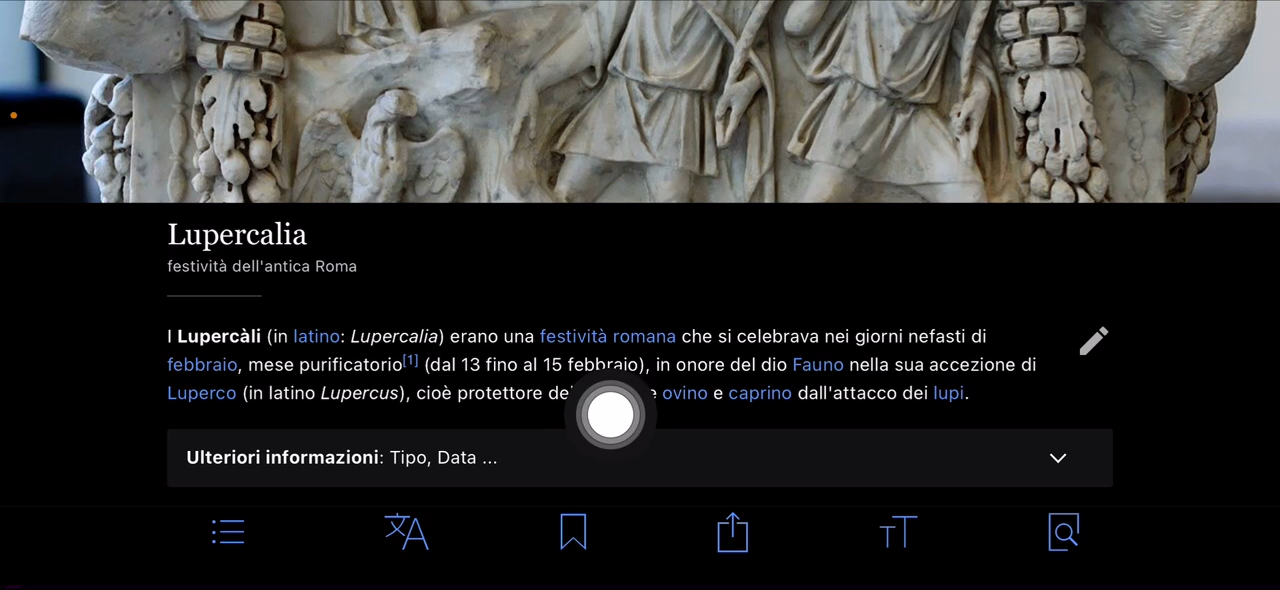 Lupercalia
festività dell'antica Roma
I Lupercàli (in latino: Lupercalia) erano una festività romana che si celebrava nei giorni nefasti di
febbraio, mese purificatorio[1] (dal 13 fino al 15 febbraio), in onore del dio Fauno nella sua accezione di
Luperco (in latino Lupercus), cioè protettore ovino e caprino dall'attacco dei lupi.
Ulteriori informazioni: Tipo, Data ...